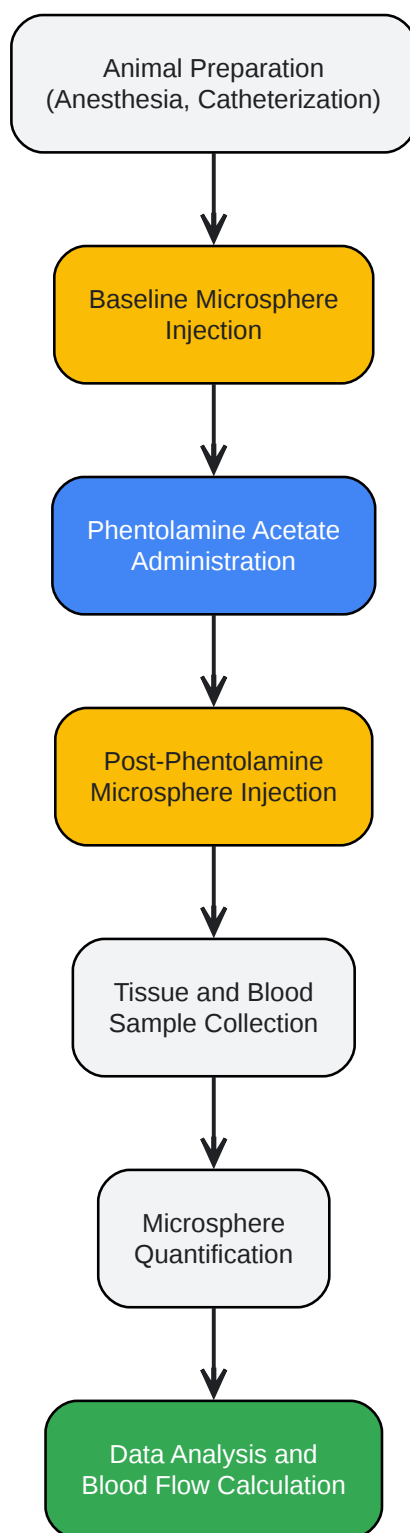 Animal Preparation
(Anesthesia, Catheterization)
Baseline Microsphere
Injection
Phentolamine Acetate
Administration
Post-Phentolamine
Microsphere Injection
Tissue and Blood
Sample Collection
Microsphere
Quantification
Data Analysis and
Blood Flow Calculation